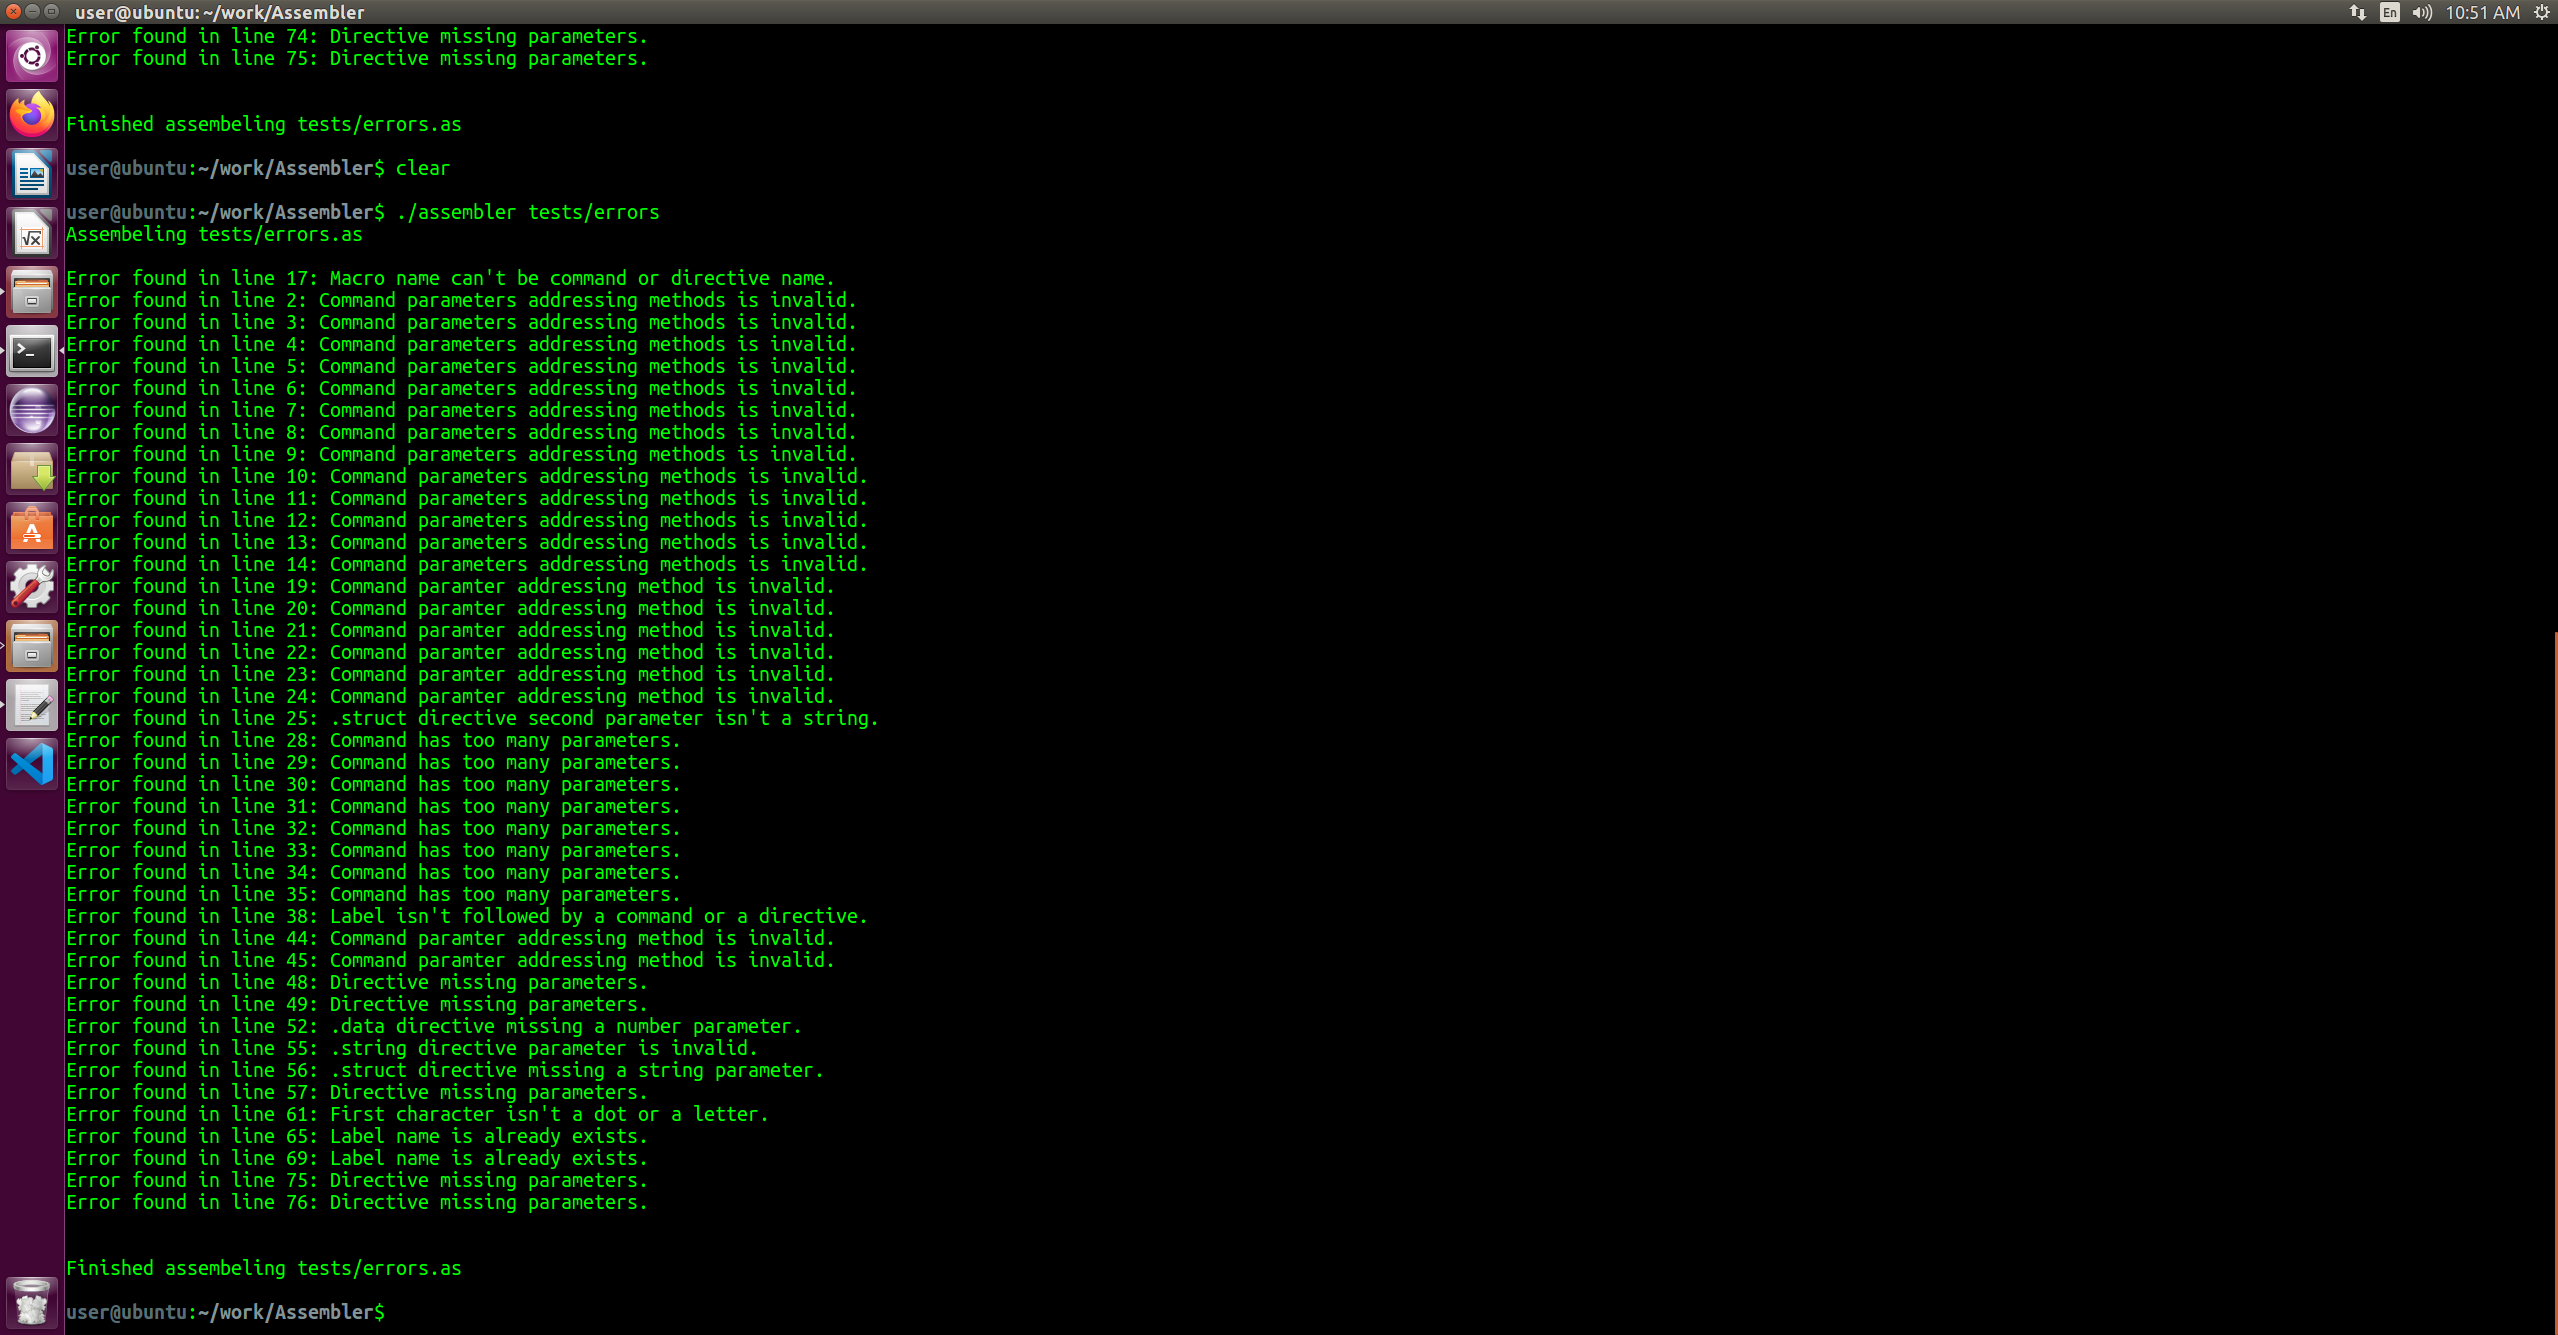 user@ubuntu: ~/work/Assembler
En
10:51 AM
Error found in line 74: Directive missing parameters.
Error found in line 75: Directive missing parameters.
Finished assembeling tests/errors.as
user@ubuntu:~/work/Assembler$ clear
user@ubuntu:~/work/Assembler$ ./assembler tests/errors
Assembeling tests/errors.as
Error found in line 17: Macro name can't be command or directive name.
Error found in line 2: Command parameters addressing methods is invalid.
Error found in line 3: Command parameters addressing methods is invalid.
Error found in line 4: Command parameters addressing methods is invalid.
Error found in line 5: Command parameters addressing methods is invalid.
Error found in line 6: Command parameters addressing methods is invalid.
Error found in line 7: Command parameters addressing methods is invalid.
Error found in line 8: Command parameters addressing methods is invalid.
Error found in line 9: Command parameters addressing methods is invalid.
Error found in line 10: Command parameters addressing methods is invalid.
Error found in line 11: Command parameters addressing methods is invalid.
Error found in line 12: Command parameters addressing methods is invalid.
Error found in line 13: Command parameters addressing methods is invalid.
Error found in line 14: Command parameters addressing methods is invalid.
Error found in line 19: Command paramter addressing method is invalid.
Error found in line 20: Command paramter addressing method is invalid.
Error found in line 21: Command paramter addressing method is invalid.
Error found in line 22: Command paramter addressing method is invalid.
Error found in line 23: Command paramter addressing method is invalid.
Error found in line 24: Command paramter addressing method is invalid.
Error found in line 25: .struct directive second parameter isn't a string.
Error found in line 28: Command has too many parameters.
Error found in line 29: Command has too many parameters.
Error found in line 30: Command has too many parameters.
Error found in line 31: Command has too many parameters.
Error found in line 32: Command has too many parameters.
Error found in line 33: Command has too many parameters.
Error found in line 34: Command has too many parameters.
Error found in line 35: Command has too many parameters.
Error found in line 38: Label isn't followed by a command or a directive.
Error found in line 44: Command paramter addressing method is invalid.
Error found in line 45: Command paramter addressing method is invalid.
Error found in line 48: Directive missing parameters.
Error found in line 49: Directive missing parameters.
Error found in line 52: .data directive missing a number parameter.
Error found in line 55: .string directive parameter is invalid.
Error found in line 56: .struct directive missing a string parameter.
Error found in line 57: Directive missing parameters.
Error found in line 61: First character isn't a dot or a letter.
Error found in line 65: Label name is already exists.
Error found in line 69: Label name is already exists.
Error found in line 75: Directive missing parameters.
Error found in line 76: Directive missing parameters.
Finished assembeling tests/errors.as
user@ubuntu:~/work/Assembler$